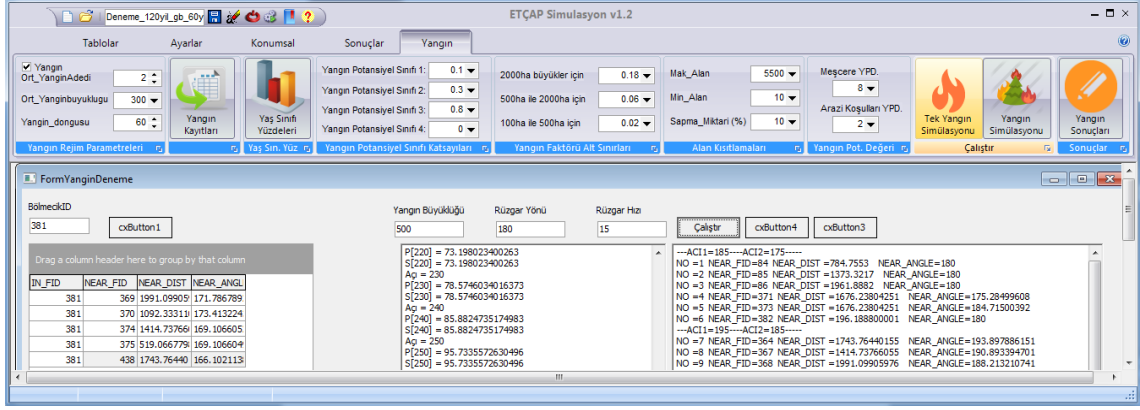 Deneme_120yil_gb_60y
ETÇAP Simulasyon v1.2
Tablolar Ayarlar Konumsal Sonuçlar Yangın
Yangın
Ort_YanginAdedi 2
Ort_Yanginbuyuklugu 300
Yangin_dongusu 60
Yangın Rejim Parametreleri
Yangın
Kayıtları
Yaş Sınıfı
Yüzdeleri
Yaş Sın. Yüz
Yangın Potansiyel Sınıfı 1: 0.1
Yangın Potansiyel Sınıfı 2: 0.3
Yangın Potansiyel Sınıfı 3: 0.8
Yangın Potansiyel Sınıfı 4: 0
Yangın Potansiyel Sınıfı Katsayıları
2000ha büyükler için 0.18
500ha ile 2000ha için 0.06
100ha ile 500ha için 0.02
Yangın Faktörü Alt Sınırları
Mak_Alan 5500
Min_Alan 10
Sapma_Miktari (%) 10
Alan Kısıtlamaları
Meşcere YPD.
8
Arazi Koşulları YPD.
2
Yangın Pot. Değeri
Tek Yangın
Simülasyonu
Yangın
Simülasyonu
Çalıştır
Yangın
Sonuçları
Sonuçlar
FormYanginDeneme
BölmecikID
381
cxButton1
Yangın Büyüklüğü Rüzgar Yönü Rüzgar Hızı
500 180 15
Çalıştır cxButton4 cxButton3
Drag a column header here to group by that column
IN_FID NEAR_FID NEAR_DIST NEAR_ANGL
381 369 1991.09905 171.786789
381 370 1092.33311 173.413224
381 374 1414.73766 169.106605
381 375 519.066779 169.106604
381 438 1743.76440 166.102113
P[220] = 73.198023400263
S[220] = 73.198023400263
Açı = 230
P[230] = 78.5746034016373
S[230] = 78.5746034016373
Açı = 240
P[240] = 85.8824735174983
S[240] = 85.8824735174983
Açı = 250
P[250] = 95.7335572630496
S[250] = 95.7335572630496
---ACI1=185----ACI2=175-----
NO =1 NEAR_FID=84 NEAR_DIST =784.7553 NEAR_ANGLE=180
NO =2 NEAR_FID=85 NEAR_DIST =1373.3217 NEAR_ANGLE=180
NO =3 NEAR_FID=86 NEAR_DIST =1961.8882 NEAR_ANGLE=180
NO =4 NEAR_FID=371 NEAR_DIST =1676.23804251 NEAR_ANGLE=175.28499608
NO =5 NEAR_FID=373 NEAR_DIST =1676.23804251 NEAR_ANGLE=184.71500392
NO =6 NEAR_FID=382 NEAR_DIST =196.188800001 NEAR_ANGLE=180
---ACI1=195----ACI2=185-----
NO =7 NEAR_FID=364 NEAR_DIST =1743.76440155 NEAR_ANGLE=193.897886151
NO =8 NEAR_FID=367 NEAR_DIST =1414.73766055 NEAR_ANGLE=190.893394701
NO =9 NEAR_FID=368 NEAR_DIST =1991.09905976 NEAR_ANGLE=188.213210741